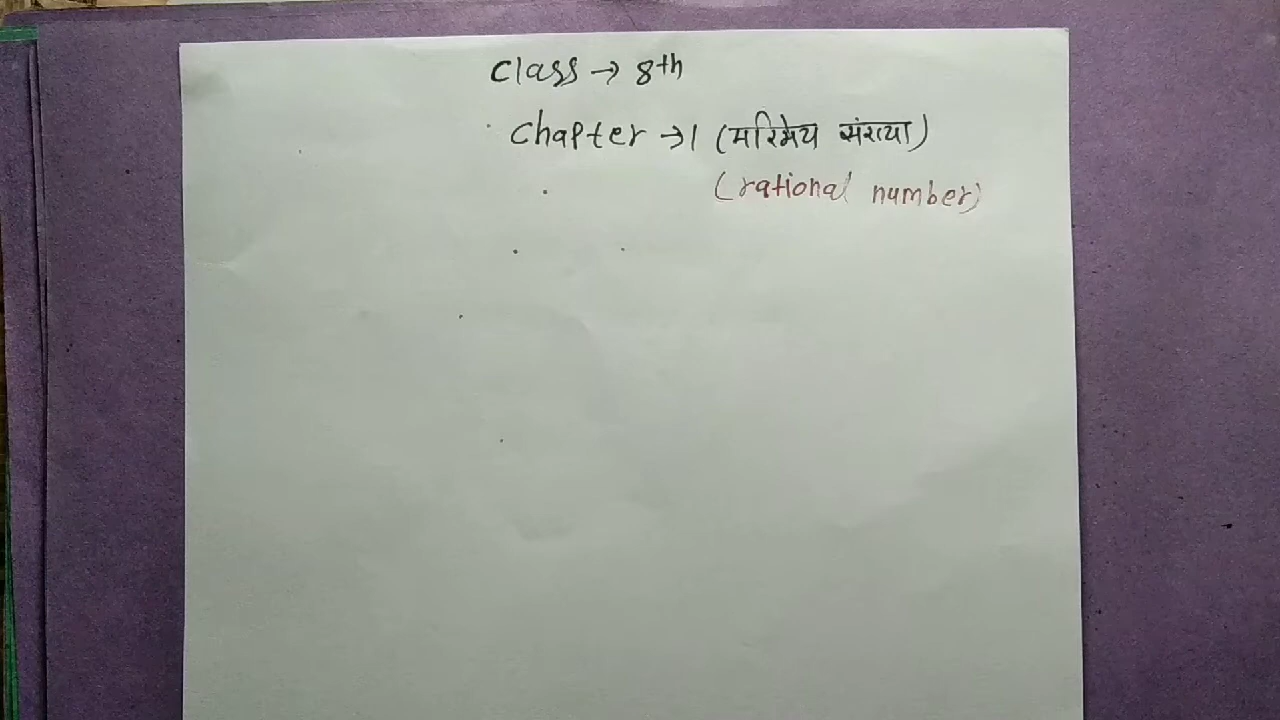 Class → 8th
Chapter → 1 (परिमेय संख्या)
(rational number)